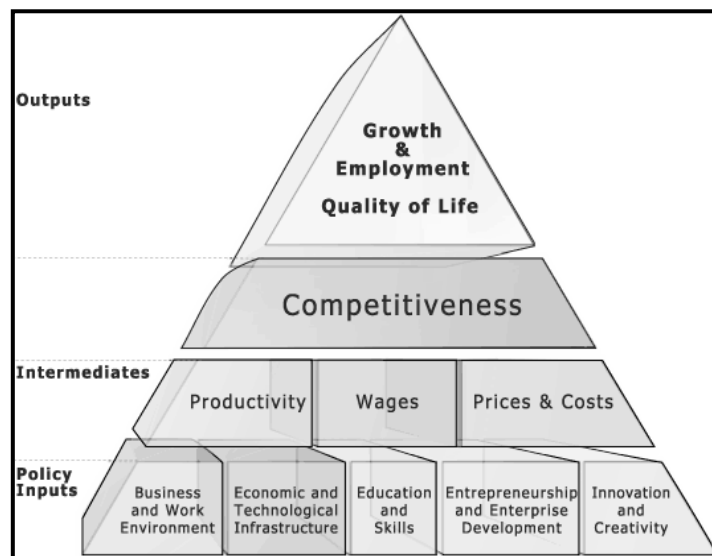 Outputs
Growth
&
Employment
Quality of Life
Competitiveness
Intermediates
Productivity
Wages
Prices & Costs
Policy
Inputs
Business
and Work
Environment
Economic and
Technological
Infrastructure
Education
and
Skills
Entrepreneurship
and Enterprise
Development
Innovation
and
Creativity